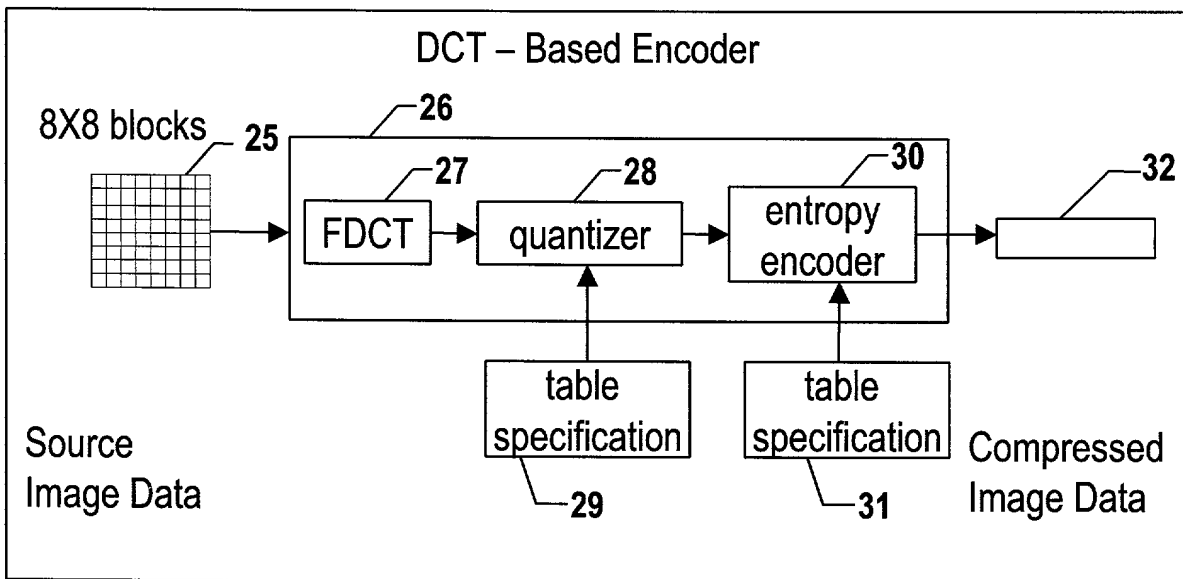 DCT – Based Encoder
8X8 blocks
25
26
27
FDCT
28
quantizer
30
entropy
encoder
32
table
specification
29
table
specification
31
Source
Image Data
Compressed
Image Data